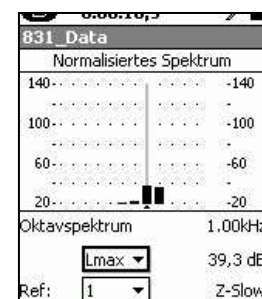 831_Data
Normalisiertes Spektrum
140 -140
100 -100
60 -60
20 -20
Oktavspektrum 1.00kHz
Lmax 39,3 dB
Ref: 1 Z-Slow